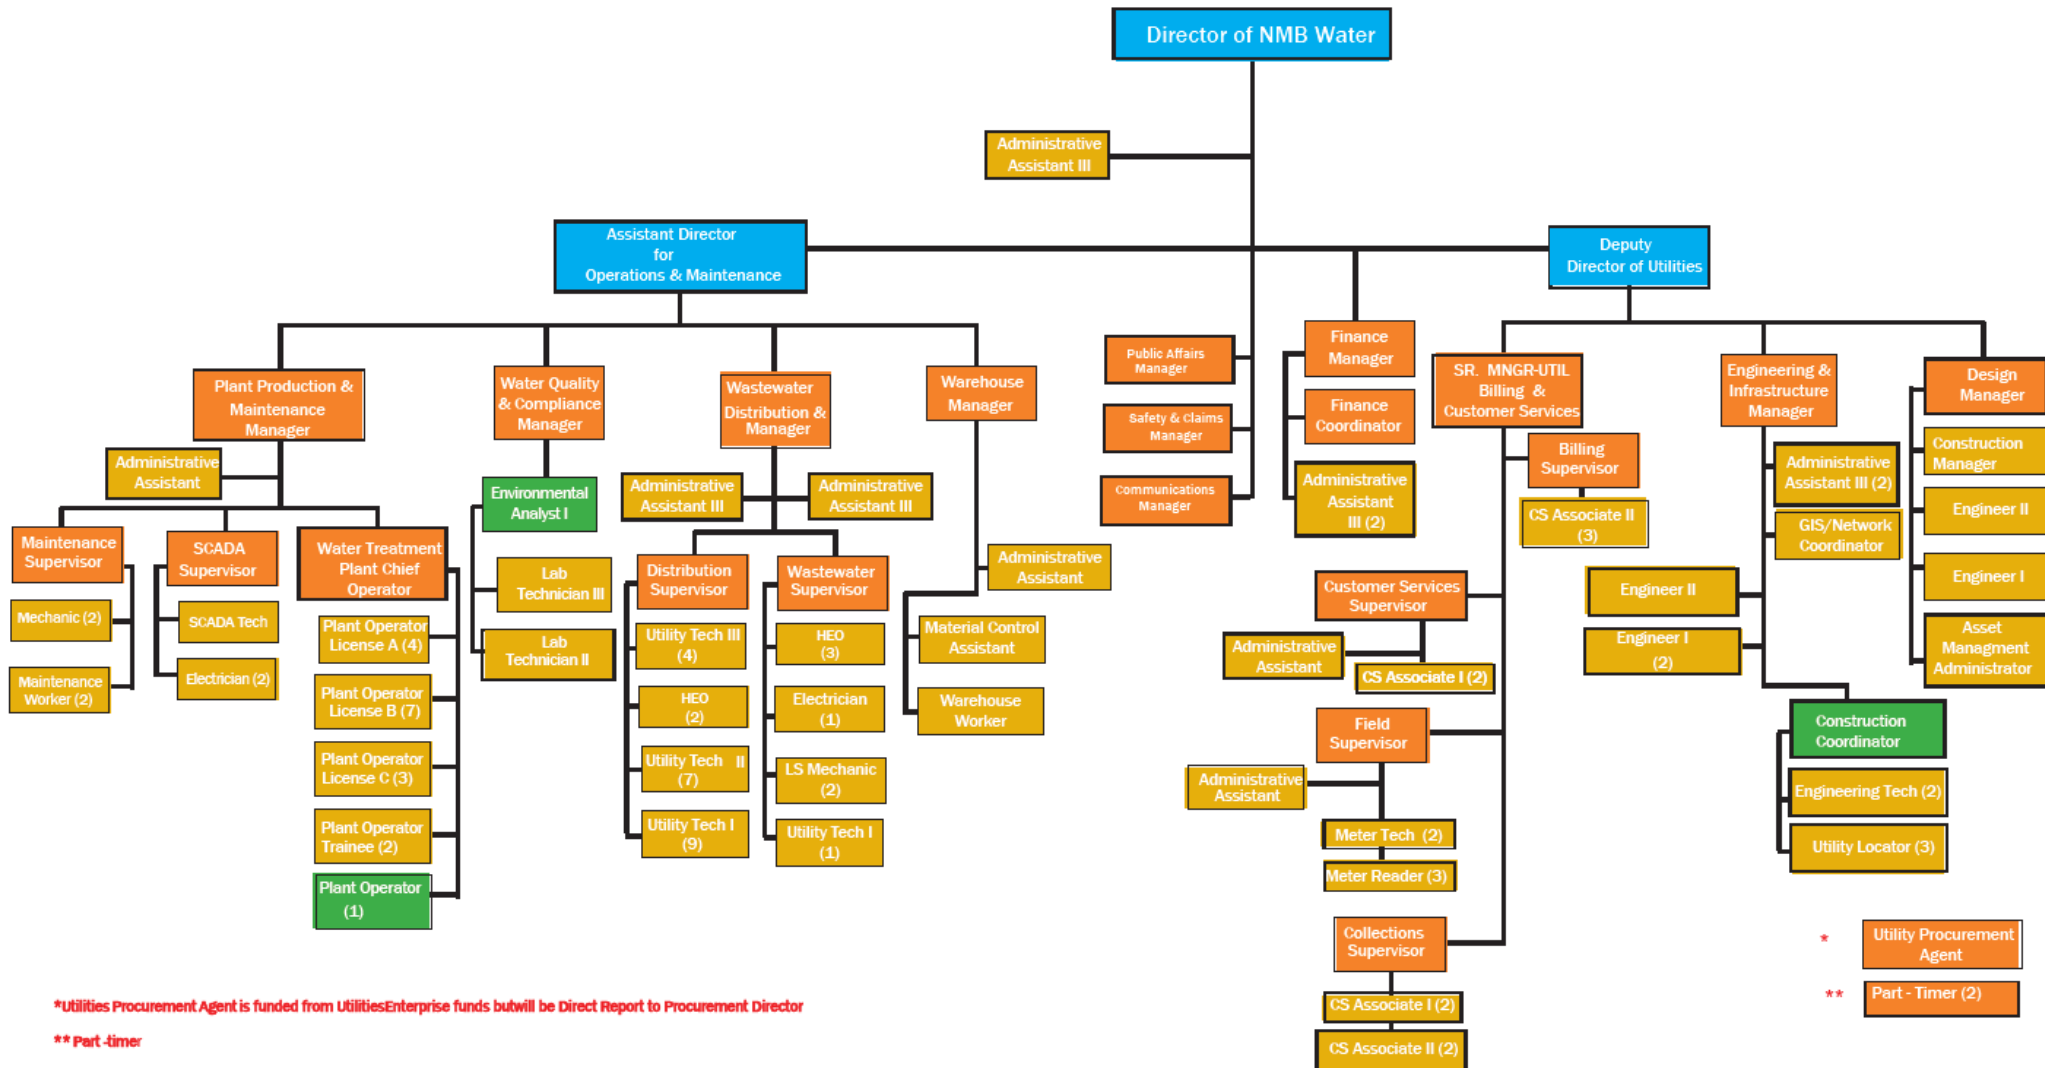 Director of NMB Water
Administrative
Assistant III
Assistant Director
for
Operations & Maintenance
Deputy
Director of Utilities
Plant Production &
Maintenance
Manager
Administrative
Assistant
Maintenance
Supervisor
Mechanic (2)
Maintenance
Worker (2)
SCADA
Supervisor
SCADA Tech
Electrician (2)
Water Treatment
Plant Chief
Operator
Plant Operator
License A (4)
Plant Operator
License B (7)
Plant Operator
License C (3)
Plant Operator
Trainee (2)
Plant Operator
(1)
Water Quality
& Compliance
Manager
Environmental
Analyst I
Lab
Technician III
Lab
Technician II
Wastewater
Distribution &
Manager
Administrative
Assistant III
Administrative
Assistant III
Distribution
Supervisor
Utility Tech III
(4)
HEO
(2)
Utility Tech II
(7)
Utility Tech I
(9)
Wastewater
Supervisor
HEO
(3)
Electrician
(1)
LS Mechanic
(2)
Utility Tech I
(1)
Warehouse
Manager
Administrative
Assistant
Material Control
Assistant
Warehouse
Worker
Public Affairs
Manager
Safety & Claims
Manager
Communications
Manager
Finance
Manager
Finance
Coordinator
Administrative
Assistant
III (2)
SR. MNGR-UTIL
Billing &
Customer Services
Billing
Supervisor
CS Associate II
(3)
Customer Services
Supervisor
Administrative
Assistant
CS Associate I (2)
Field
Supervisor
Administrative
Assistant
Meter Tech (2)
Meter Reader (3)
Collections
Supervisor
CS Associate I (2)
CS Associate II (2)
Engineering &
Infrastructure
Manager
Administrative
Assistant III (2)
GIS/Network
Coordinator
Engineer II
Engineer I
(2)
Construction
Coordinator
Engineering Tech (2)
Utility Locator (3)
Design
Manager
Construction
Manager
Engineer II
Engineer I
Asset
Managment
Administrator
* Utility Procurement
Agent
** Part - Timer (2)
*Utilities Procurement Agent is funded from UtilitiesEnterprise funds butwill be Direct Report to Procurement Director
** Part -timer